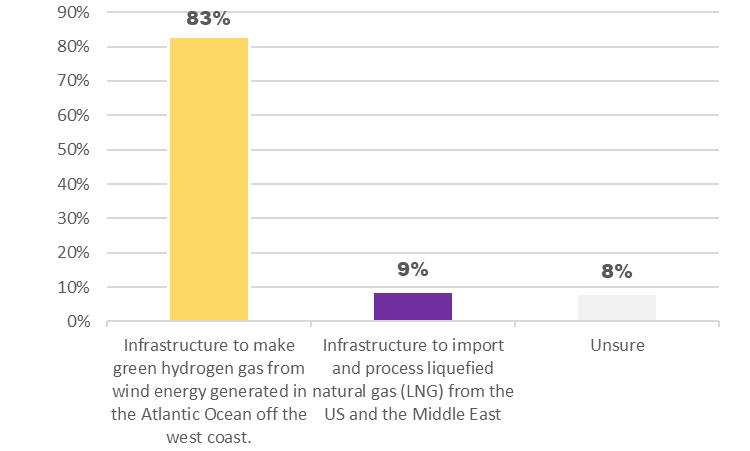 90%
80%
70%
60%
50%
40%
30%
20%
10%
0%
83%
9%
8%
Infrastructure to make
green hydrogen gas from
wind energy generated in
the Atlantic Ocean off the
west coast.
Infrastructure to import
and process liquefied
natural gas (LNG) from the
US and the Middle East
Unsure